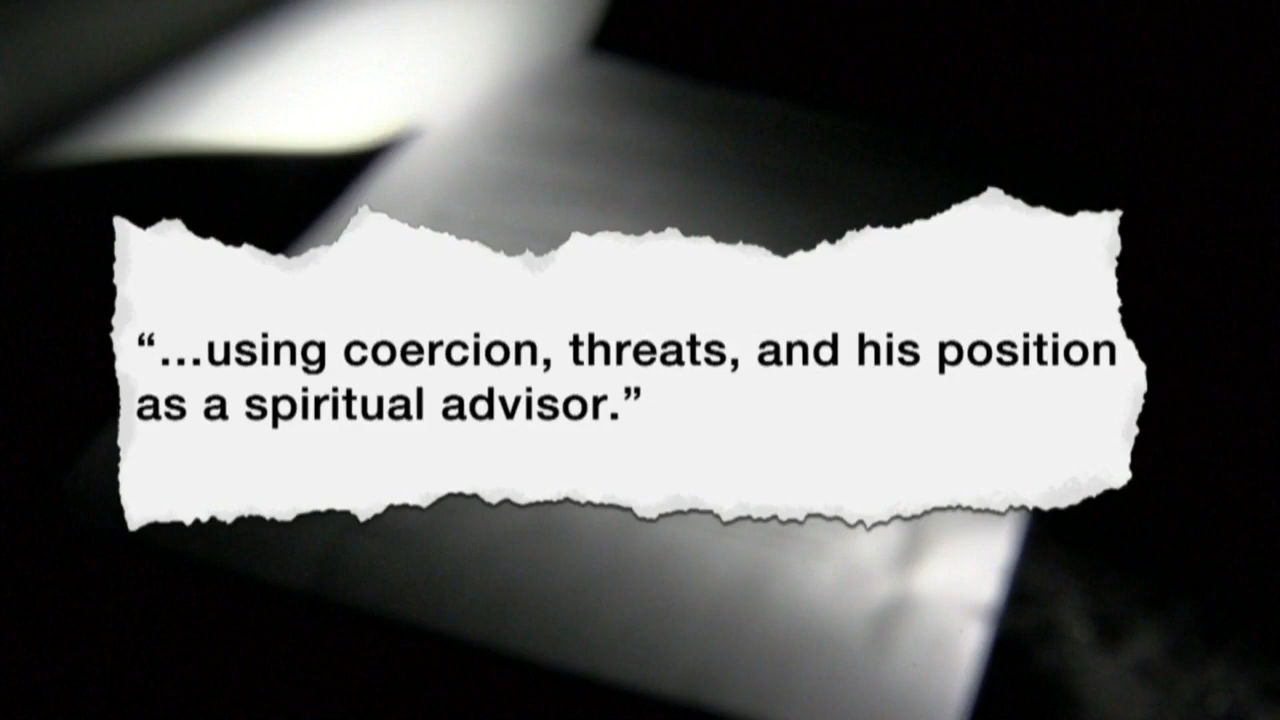 “...using coercion, threats, and his position
as a spiritual advisor.”